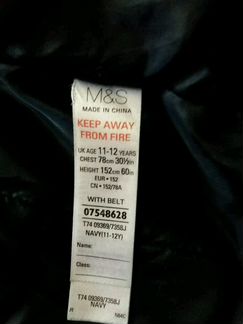 M&S
MADE IN CHINA
KEEP AWAY
FROM FIRE
UK AGE 11-12 YEARS
CHEST 78cm 30½in
HEIGHT 152cm 60in
EUR • 152
CN • 152/78A
WITH BELT
07548628
T74 09369/7358J
NAVY(11-12Y)
Name:
Class:
T74 09369/7358J
NAVY
R